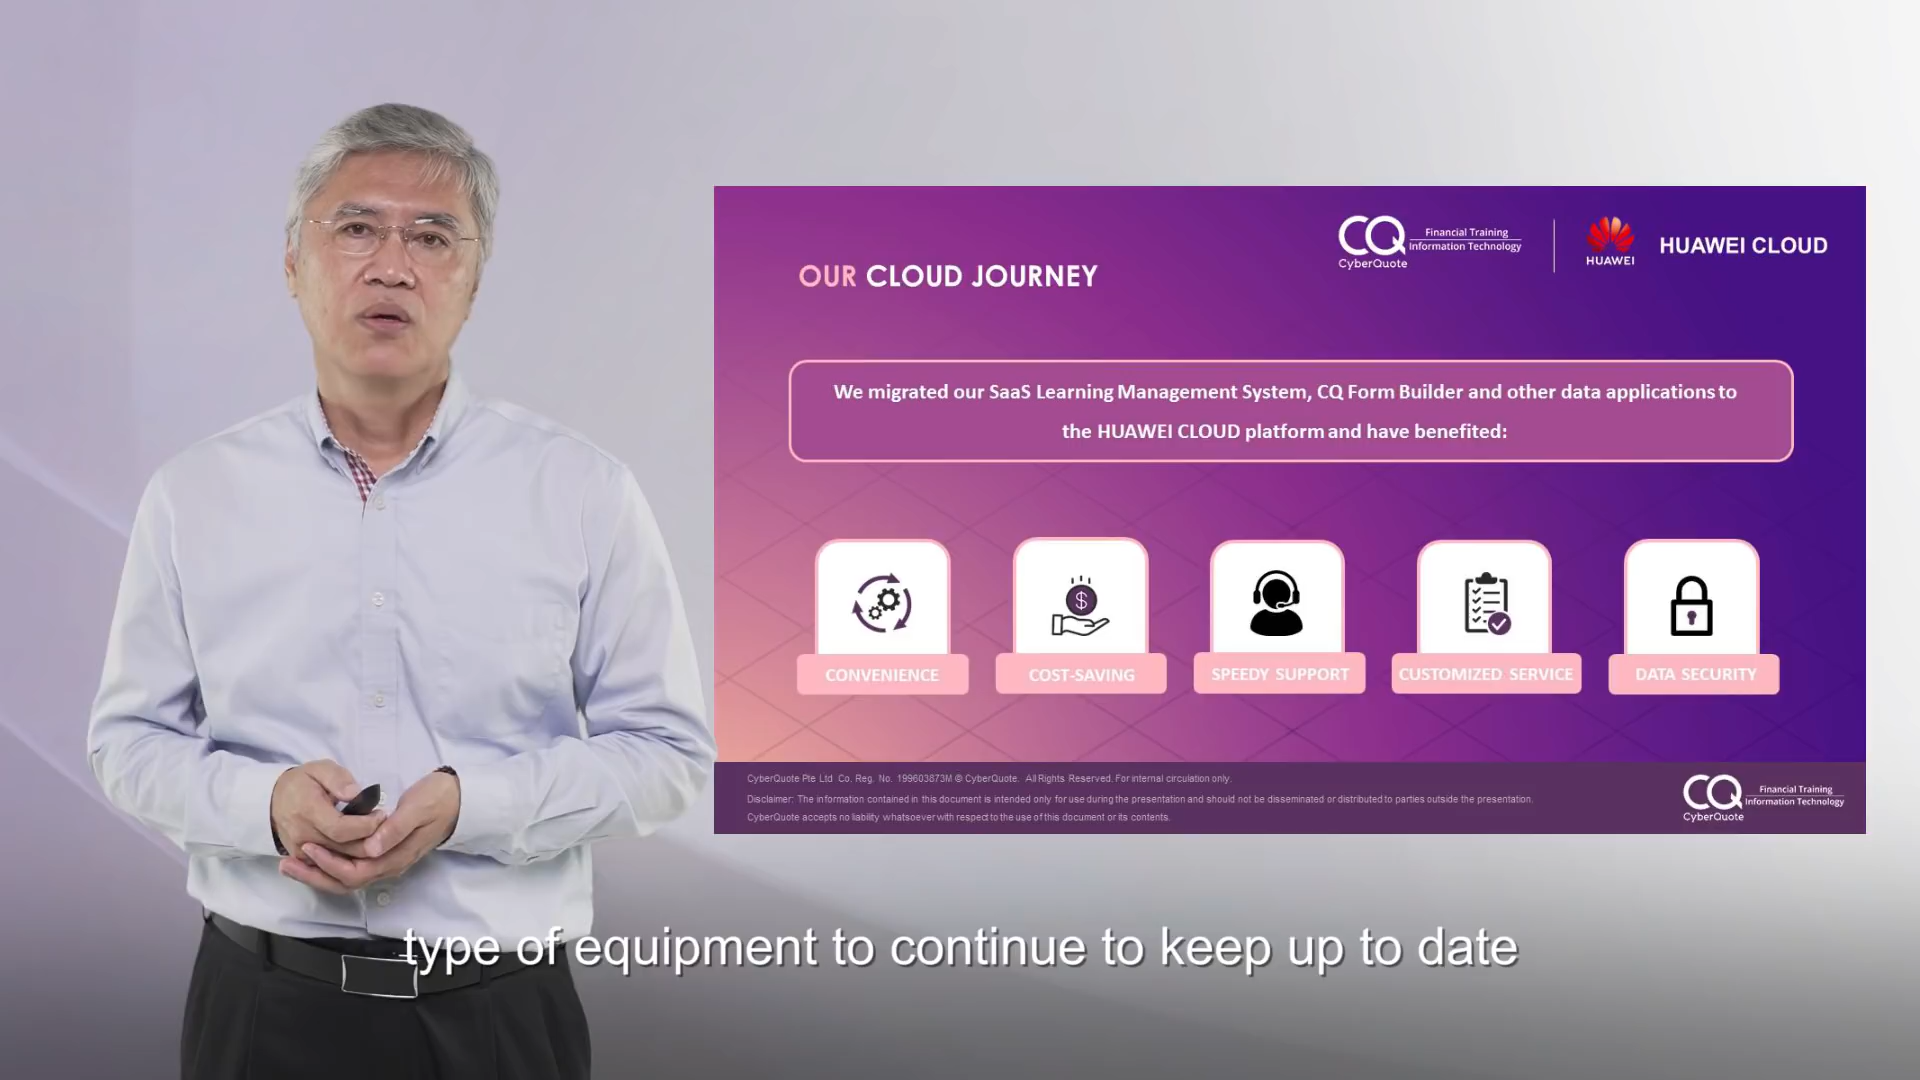 CQ
CyberQuote
Financial Training
Information Technology
HUAWEI
HUAWEI CLOUD
OUR CLOUD JOURNEY
We migrated our SaaS Learning Management System, CQ Form Builder and other data applications to
the HUAWEI CLOUD platform and have benefited:
$
CONVENIENCE
COST-SAVING
SPEEDY SUPPORT
CUSTOMIZED SERVICE
DATA SECURITY
CyberQuote Pte Ltd Co. Reg. No. 199603873M © CyberQuote. All Rights Reserved. For internal circulation only.
Disclaimer: The information contained in this document is intended only for use during the presentation and should not be disseminated or distributed to parties outside the presentation.
CyberQuote accepts no liability whatsoever with respect to the use of this document or its contents.
CQ
CyberQuote
Financial Training
Information Technology
type of equipment to continue to keep up to date